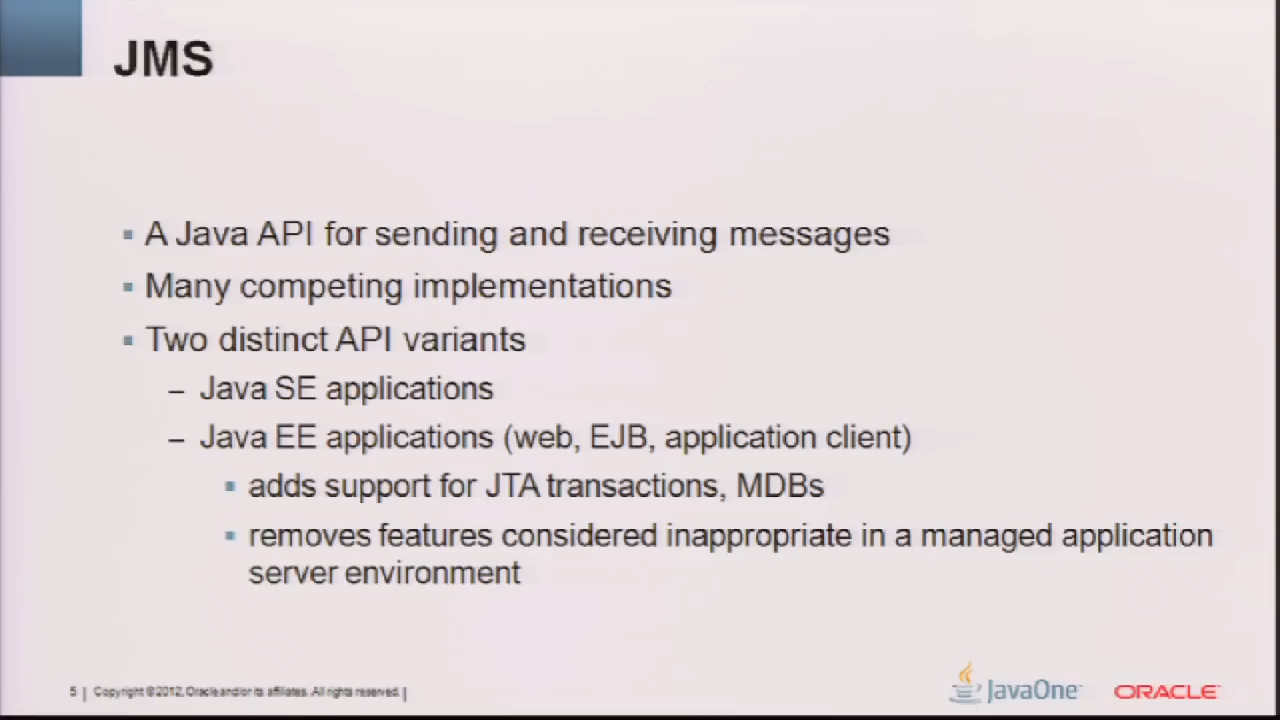 JMS
▪ A Java API for sending and receiving messages
▪ Many competing implementations
▪ Two distinct API variants
– Java SE applications
– Java EE applications (web, EJB, application client)
▪ adds support for JTA transactions, MDBs
▪ removes features considered inappropriate in a managed application
server environment
5 | Copyright © 2012, Oracle and/or its affiliates. All rights reserved. |
JavaOne™ ORACLE